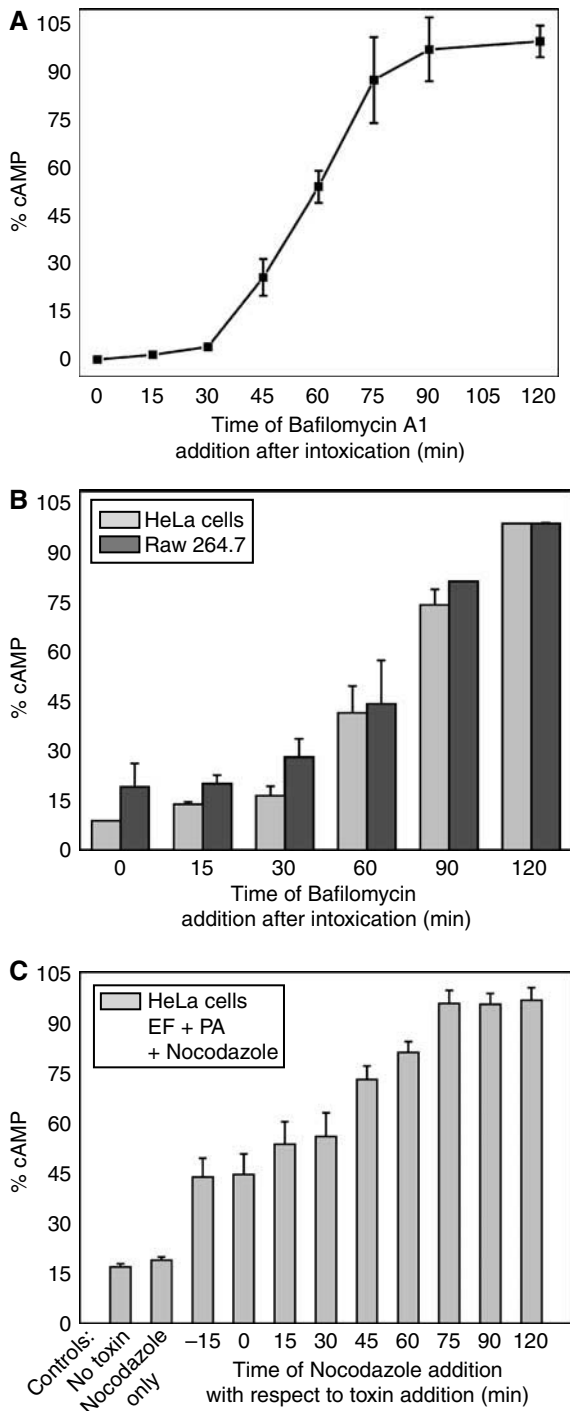 A
105
90
75
60
45
30
15
0
% cAMP
0 15 30 45 60 75 90 105 120
Time of Bafilomycin A1
addition after intoxication (min)
B
105
90
75
60
45
30
15
0
% cAMP
HeLa cells
Raw 264.7
0 15 30 60 90 120
Time of Bafilomycin
addition after intoxication (min)
C
105
90
75
60
45
30
15
0
% cAMP
HeLa cells
EF + PA
+ Nocodazole
Controls:
No toxin
Nocodazole
only
–15 0 15 30 45 60 75 90 120
Time of Nocodazole addition
with respect to toxin addition (min)